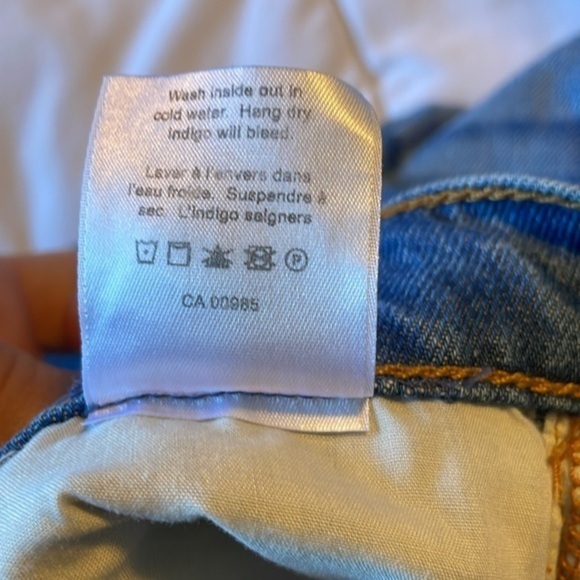 Wash inside out in
cold water. Hang dry
Indigo will bleed.
Laver à l'envers dans
l'eau froide. Suspendre à
sec. L'indigo saigners
P
CA 00985